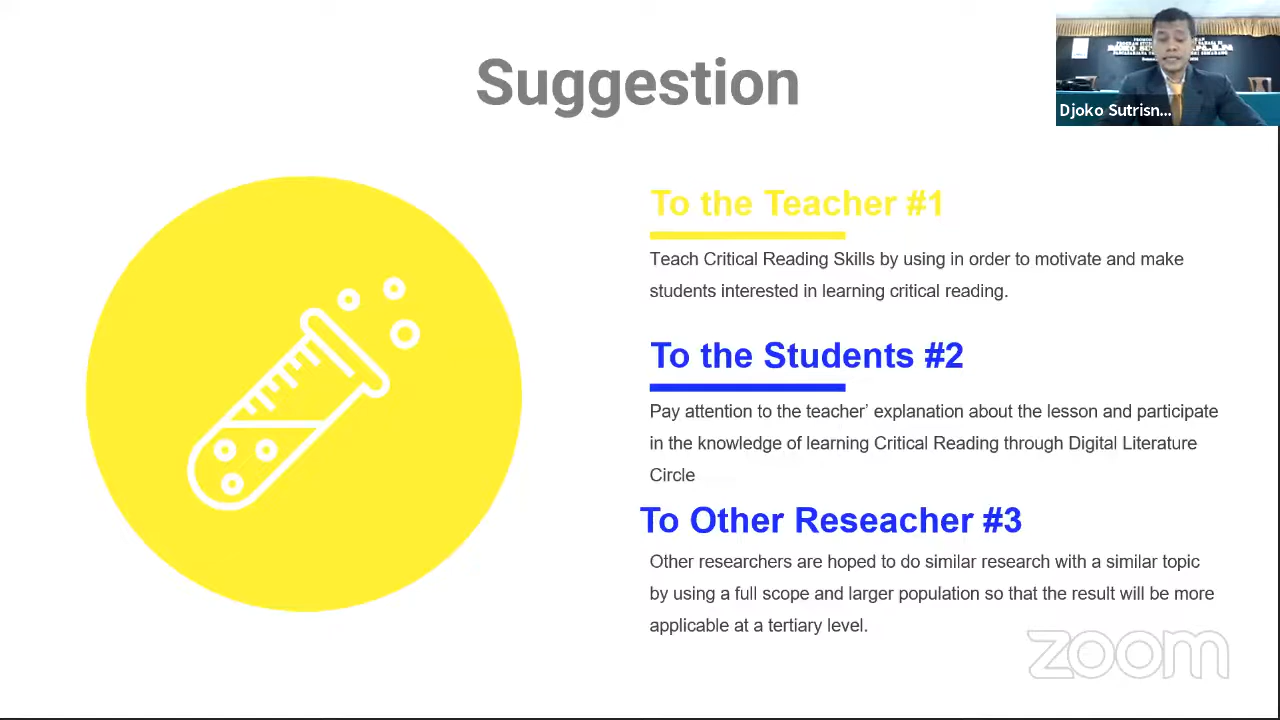 Suggestion
Djoko Sutrisn...
To the Teacher #1
Teach Critical Reading Skills by using in order to motivate and make
students interested in learning critical reading.
To the Students #2
Pay attention to the teacher’ explanation about the lesson and participate
in the knowledge of learning Critical Reading through Digital Literature
Circle
To Other Reseacher #3
Other researchers are hoped to do similar research with a similar topic
by using a full scope and larger population so that the result will be more
applicable at a tertiary level.
zoom